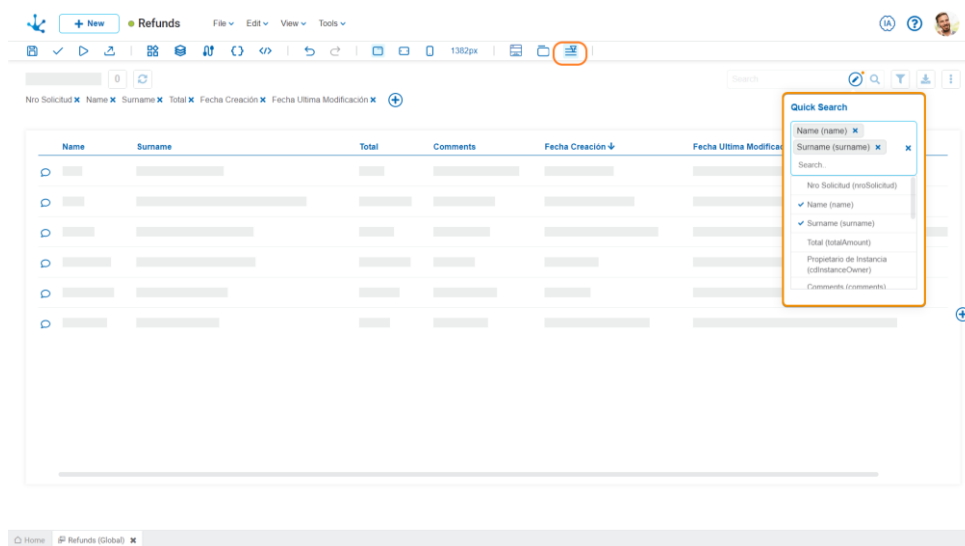 + New
Refunds
File Edit View Tools
IA
?
1382px
0
Search
Nro Solicitud Name Surname Total Fecha Creación Fecha Ultima Modificación
Quick Search
Name (name)
Surname (surname)
Search..
Nro Solicitud (nroSolicitud)
Name (name)
Surname (surname)
Total (totalAmount)
Propietario de Instancia
(cdInstanceOwner)
Comments (comments)
Name Surname Total Comments Fecha Creación Fecha Ultima Modificac
Home Refunds (Global)